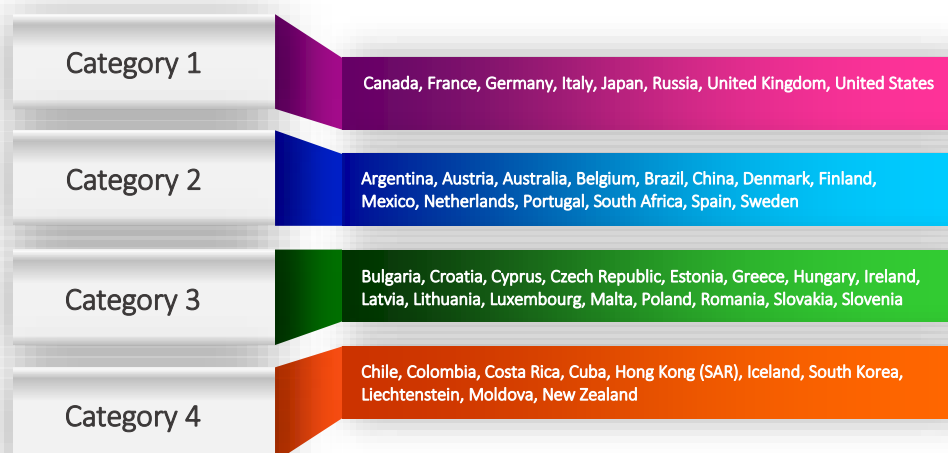 Category 1
Canada, France, Germany, Italy, Japan, Russia, United Kingdom, United States
Category 2
Argentina, Austria, Australia, Belgium, Brazil, China, Denmark, Finland,
Mexico, Netherlands, Portugal, South Africa, Spain, Sweden
Category 3
Bulgaria, Croatia, Cyprus, Czech Republic, Estonia, Greece, Hungary, Ireland,
Latvia, Lithuania, Luxembourg, Malta, Poland, Romania, Slovakia, Slovenia
Category 4
Chile, Colombia, Costa Rica, Cuba, Hong Kong (SAR), Iceland, South Korea,
Liechtenstein, Moldova, New Zealand